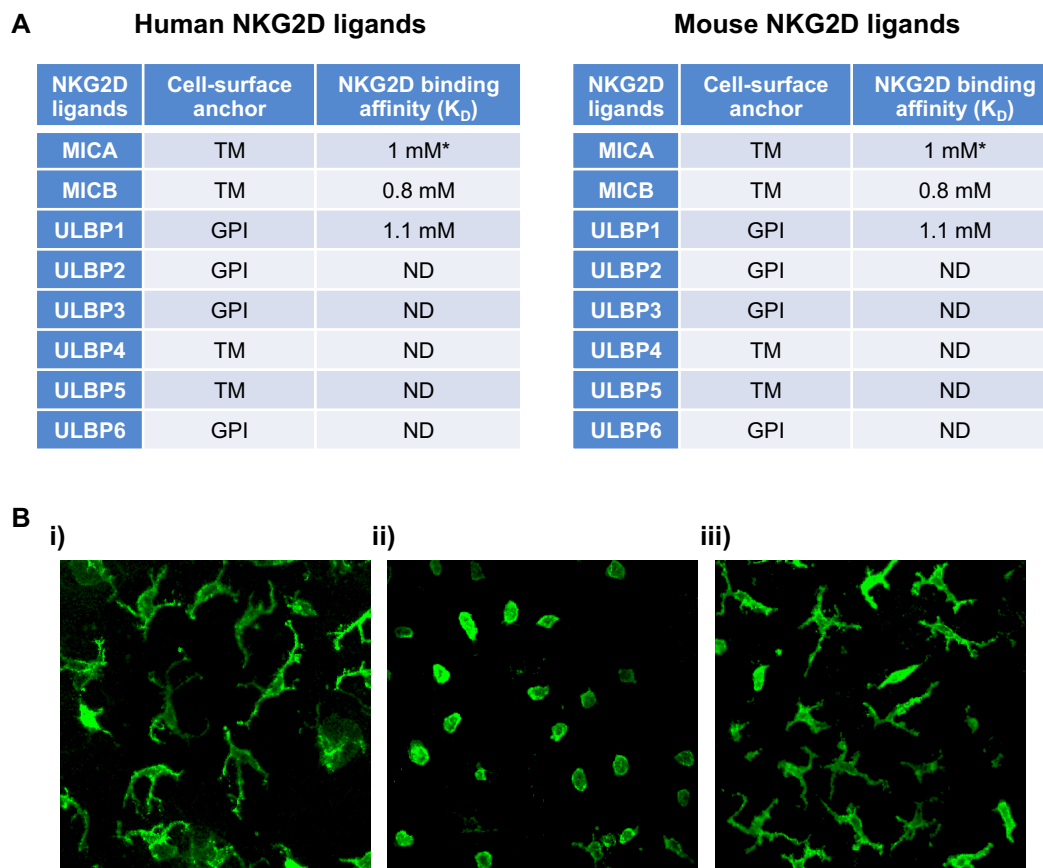 A
Human NKG2D ligands
Mouse NKG2D ligands
NKG2D ligands Cell-surface anchor NKG2D binding affinity (KD)
MICA TM 1 mM*
MICB TM 0.8 mM
ULBP1 GPI 1.1 mM
ULBP2 GPI ND
ULBP3 GPI ND
ULBP4 TM ND
ULBP5 TM ND
ULBP6 GPI ND
NKG2D ligands Cell-surface anchor NKG2D binding affinity (KD)
MICA TM 1 mM*
MICB TM 0.8 mM
ULBP1 GPI 1.1 mM
ULBP2 GPI ND
ULBP3 GPI ND
ULBP4 TM ND
ULBP5 TM ND
ULBP6 GPI ND
B
i)
ii)
iii)